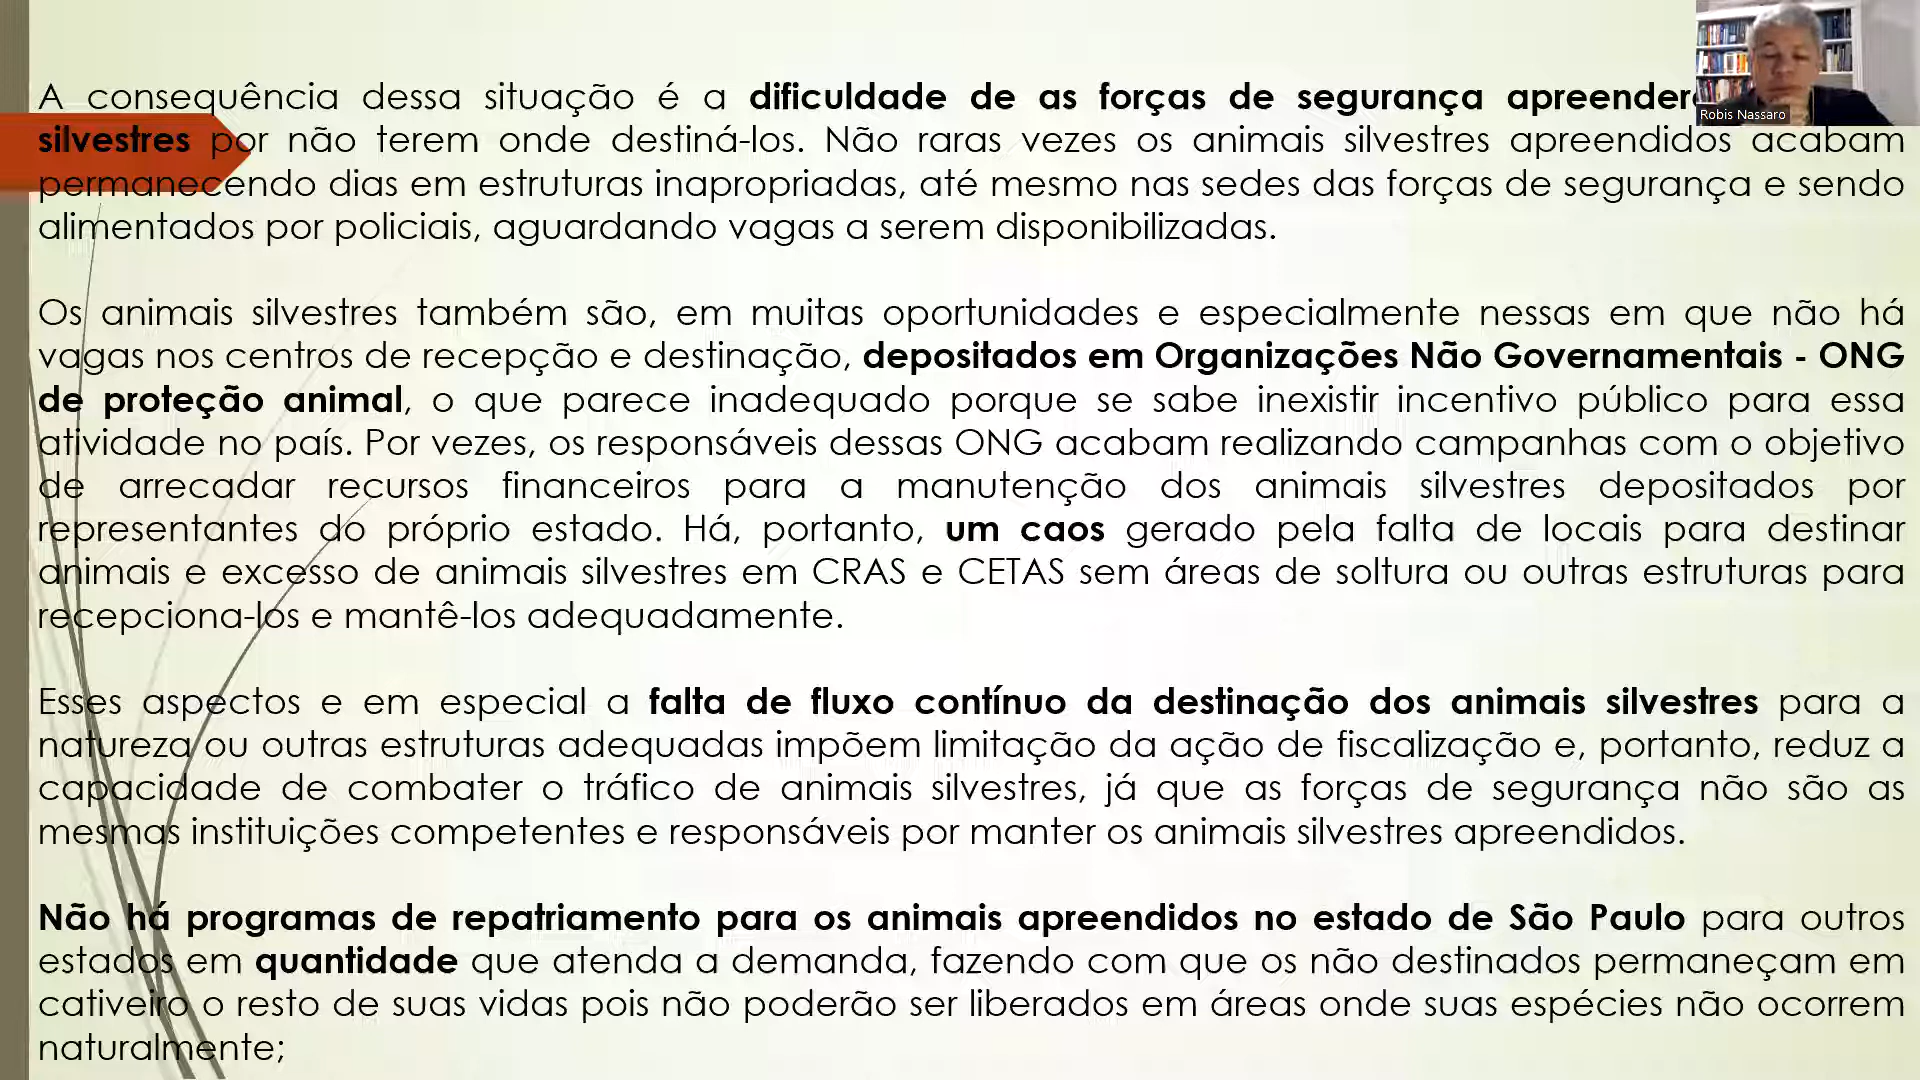 A consequência dessa situação é a dificuldade de as forças de segurança apreender
Robis Nassaro
silvestres por não terem onde destiná-los. Não raras vezes os animais silvestres apreendidos acabam
permanecendo dias em estruturas inapropriadas, até mesmo nas sedes das forças de segurança e sendo
alimentados por policiais, aguardando vagas a serem disponibilizadas.
Os animais silvestres também são, em muitas oportunidades e especialmente nessas em que não há
vagas nos centros de recepção e destinação, depositados em Organizações Não Governamentais - ONG
de proteção animal, o que parece inadequado porque se sabe inexistir incentivo público para essa
atividade no país. Por vezes, os responsáveis dessas ONG acabam realizando campanhas com o objetivo
de arrecadar recursos financeiros para a manutenção dos animais silvestres depositados por
representantes do próprio estado. Há, portanto, um caos gerado pela falta de locais para destinar
animais e excesso de animais silvestres em CRAS e CETAS sem áreas de soltura ou outras estruturas para
recepciona-los e mantê-los adequadamente.
Esses aspectos e em especial a falta de fluxo contínuo da destinação dos animais silvestres para a
natureza ou outras estruturas adequadas impõem limitação da ação de fiscalização e, portanto, reduz a
capacidade de combater o tráfico de animais silvestres, já que as forças de segurança não são as
mesmas instituições competentes e responsáveis por manter os animais silvestres apreendidos.
Não há programas de repatriamento para os animais apreendidos no estado de São Paulo para outros
estados em quantidade que atenda a demanda, fazendo com que os não destinados permaneçam em
cativeiro o resto de suas vidas pois não poderão ser liberados em áreas onde suas espécies não ocorrem
naturalmente;